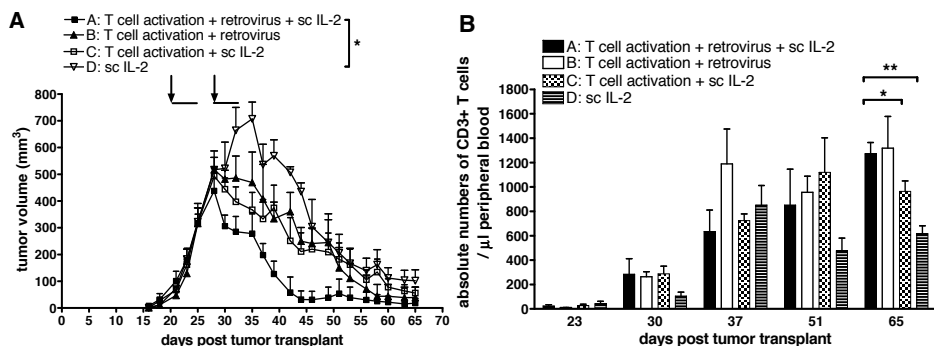 A
A: T cell activation + retrovirus + sc IL-2
B: T cell activation + retrovirus
C: T cell activation + sc IL-2
D: sc IL-2
*
tumor volume (mm³)
800
700
600
500
400
300
200
100
0
0 5 10 15 20 25 30 35 40 45 50 55 60 65 70
days post tumor transplant
B
A: T cell activation + retrovirus + sc IL-2
B: T cell activation + retrovirus
C: T cell activation + sc IL-2
D: sc IL-2
**
*
absolute numbers of CD3+ T cells
/ µl peripheral blood
1800
1600
1400
1200
1000
800
600
400
200
0
23 30 37 51 65
days post tumor transplant